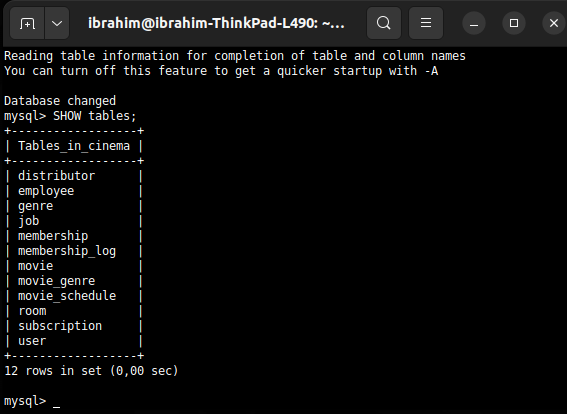 ibrahim@ibrahim-ThinkPad-L490: ~...
Reading table information for completion of table and column names
You can turn off this feature to get a quicker startup with -A

Database changed
mysql> SHOW tables;
+-------------------+
| Tables_in_cinema |
+-------------------+
| distributor |
| employee |
| genre |
| job |
| membership |
| membership_log |
| movie |
| movie_genre |
| movie_schedule |
| room |
| subscription |
| user |
+-------------------+
12 rows in set (0,00 sec)

mysql> _